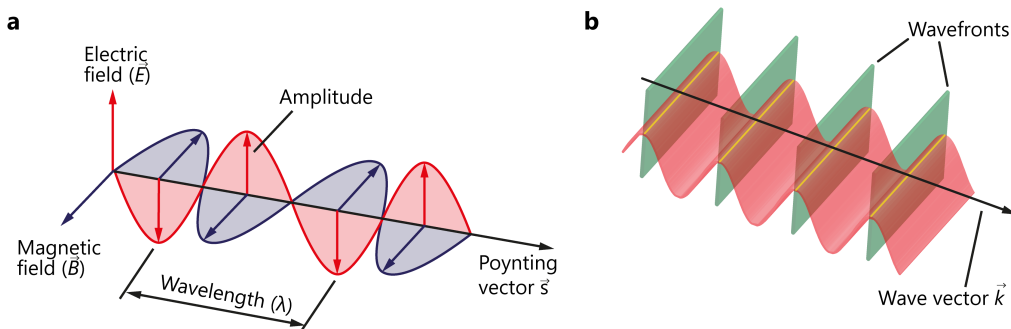 a
Electric
field (E⃗)
Amplitude
Magnetic
field (B⃗)
Wavelength (λ)
Poynting
vector s⃗
b
Wavefronts
Wave vector k⃗